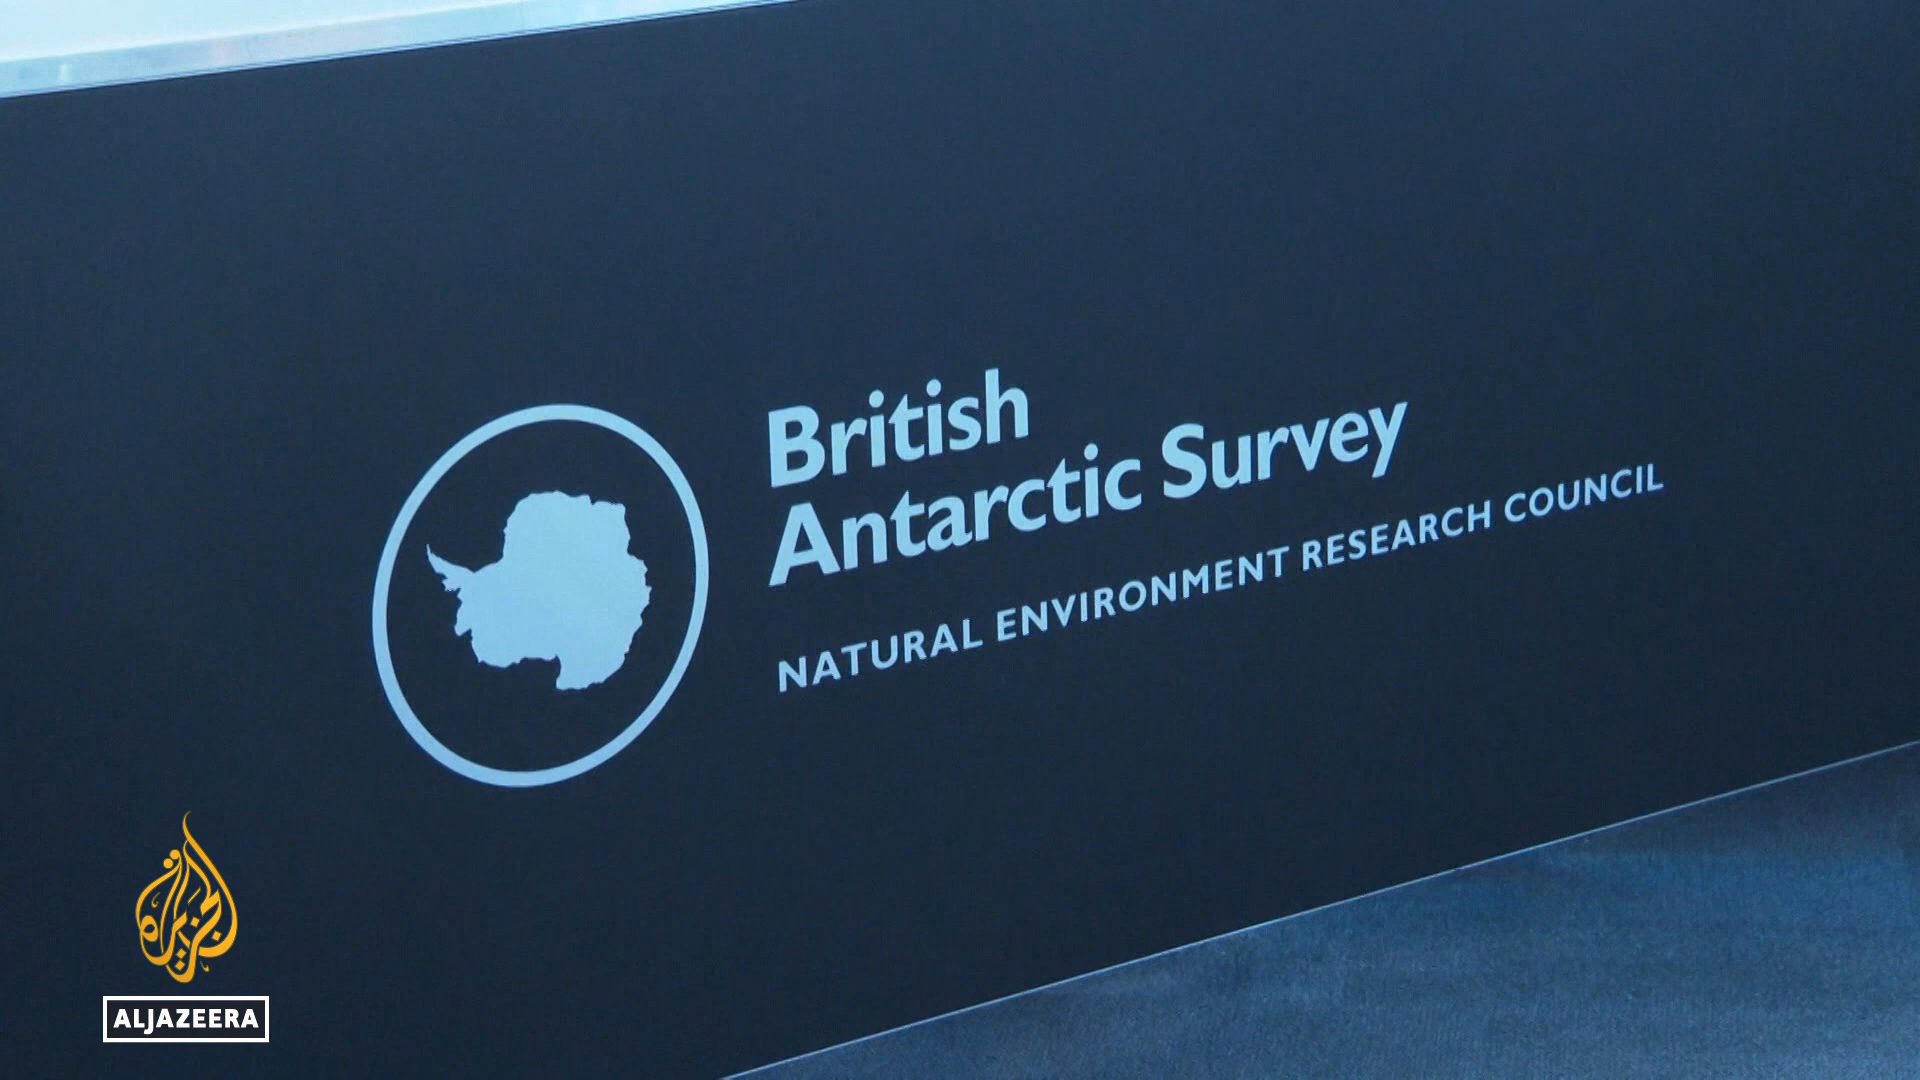 British
Antarctic Survey
NATURAL ENVIRONMENT RESEARCH COUNCIL
الجزيرة
ALJAZEERA